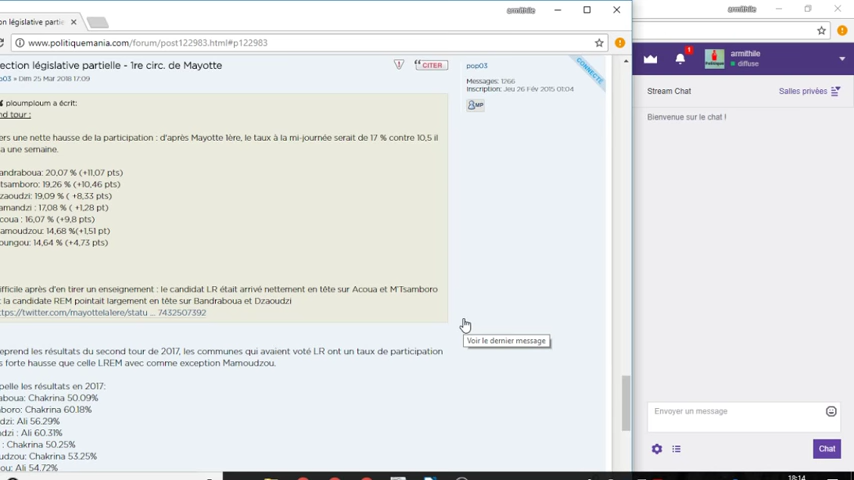 armithile
armithile
ction législative partie
www.politiquemania.com/forum/post122983.html#p122983
ection législative partielle - 1re circ. de Mayotte
CITER
p03 » Dim 25 Mar 2018 17:09
pop03
Messages: 1266
Inscription: Jeu 26 Fév 2015 01:04
MP
CONNECTÉ
ploumploum a écrit:
nd tour :
ers une nette hausse de la participation : d'après Mayotte 1ère, le taux à la mi-journée serait de 17 % contre 10,5 il
a une semaine.
andraboua: 20,07 % (+11,07 pts)
tsamboro: 19,26 % (+10,46 pts)
zaoudzi: 19,09 % ( +8,33 pts)
amandzi : 17,08 % ( +1,28 pt)
coua : 16,07 % (+9,8 pts)
amoudzou: 14,68 %(+1,51 pt)
oungou: 14,64 % (+4,73 pts)
ifficile après d'en tirer un enseignement : le candidat LR était arrivé nettement en tête sur Acoua et M'Tsamboro
t la candidate REM pointait largement en tête sur Bandraboua et Dzaoudzi
ttps://twitter.com/mayottela1ere/statu ... 7432507392
Voir le dernier message
eprend les résultats du second tour de 2017, les communes qui avaient voté LR ont un taux de participation
s forte hausse que celle LREM avec comme exception Mamoudzou.
pelle les résultats en 2017:
aboua: Chakrina 50.09%
boro: Chakrina 60.18%
dzi: Ali 56.29%
ndzi : Ali 60.31%
: Chakrina 50.25%
udzou: Chakrina 53.25%
ou: Ali 54.72%
1
armithile
diffuse
Stream Chat
Salles privées
Bienvenue sur le chat !
Envoyer un message
Chat
18:14